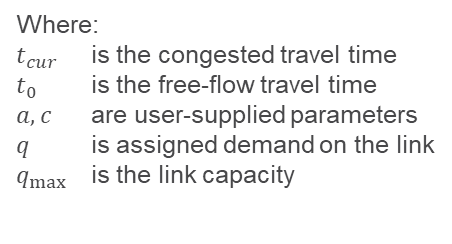 Where:
t_cur is the congested travel time
t_0 is the free-flow travel time
a, c are user-supplied parameters
q is assigned demand on the link
q_max is the link capacity